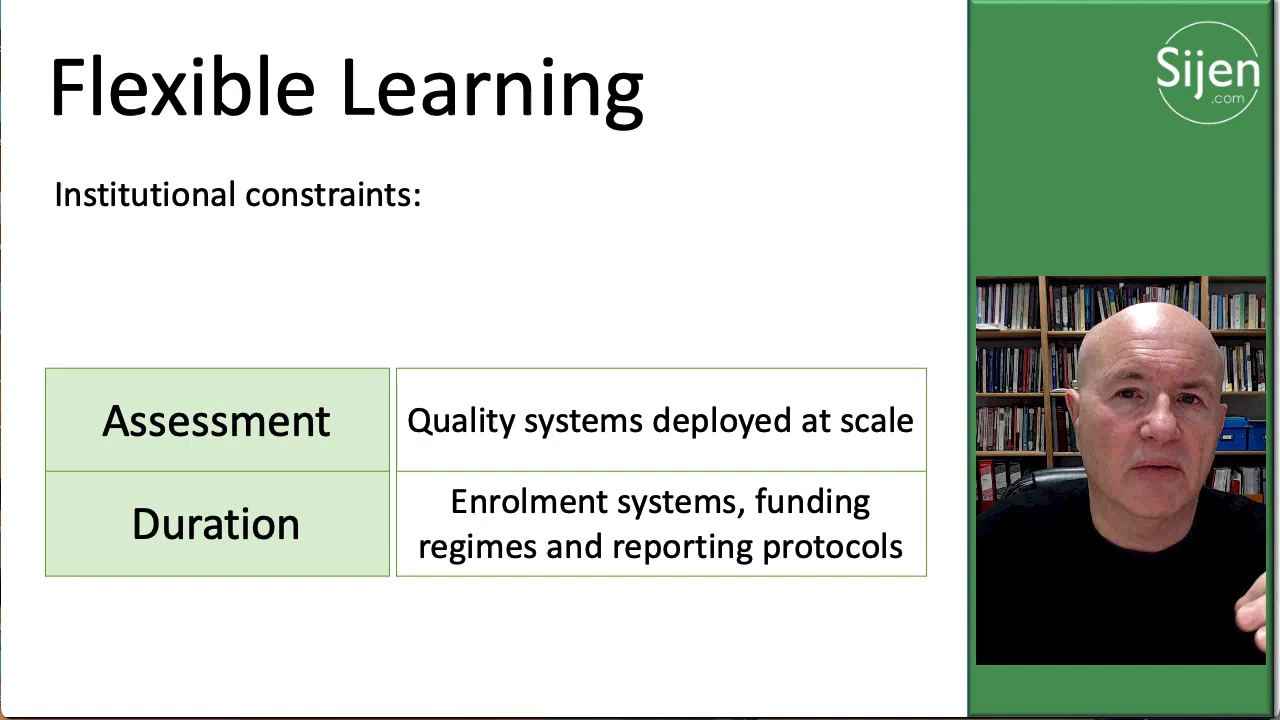 Flexible Learning
Institutional constraints:
Assessment
Quality systems deployed at scale
Duration
Enrolment systems, funding
regimes and reporting protocols
Sijen
.com